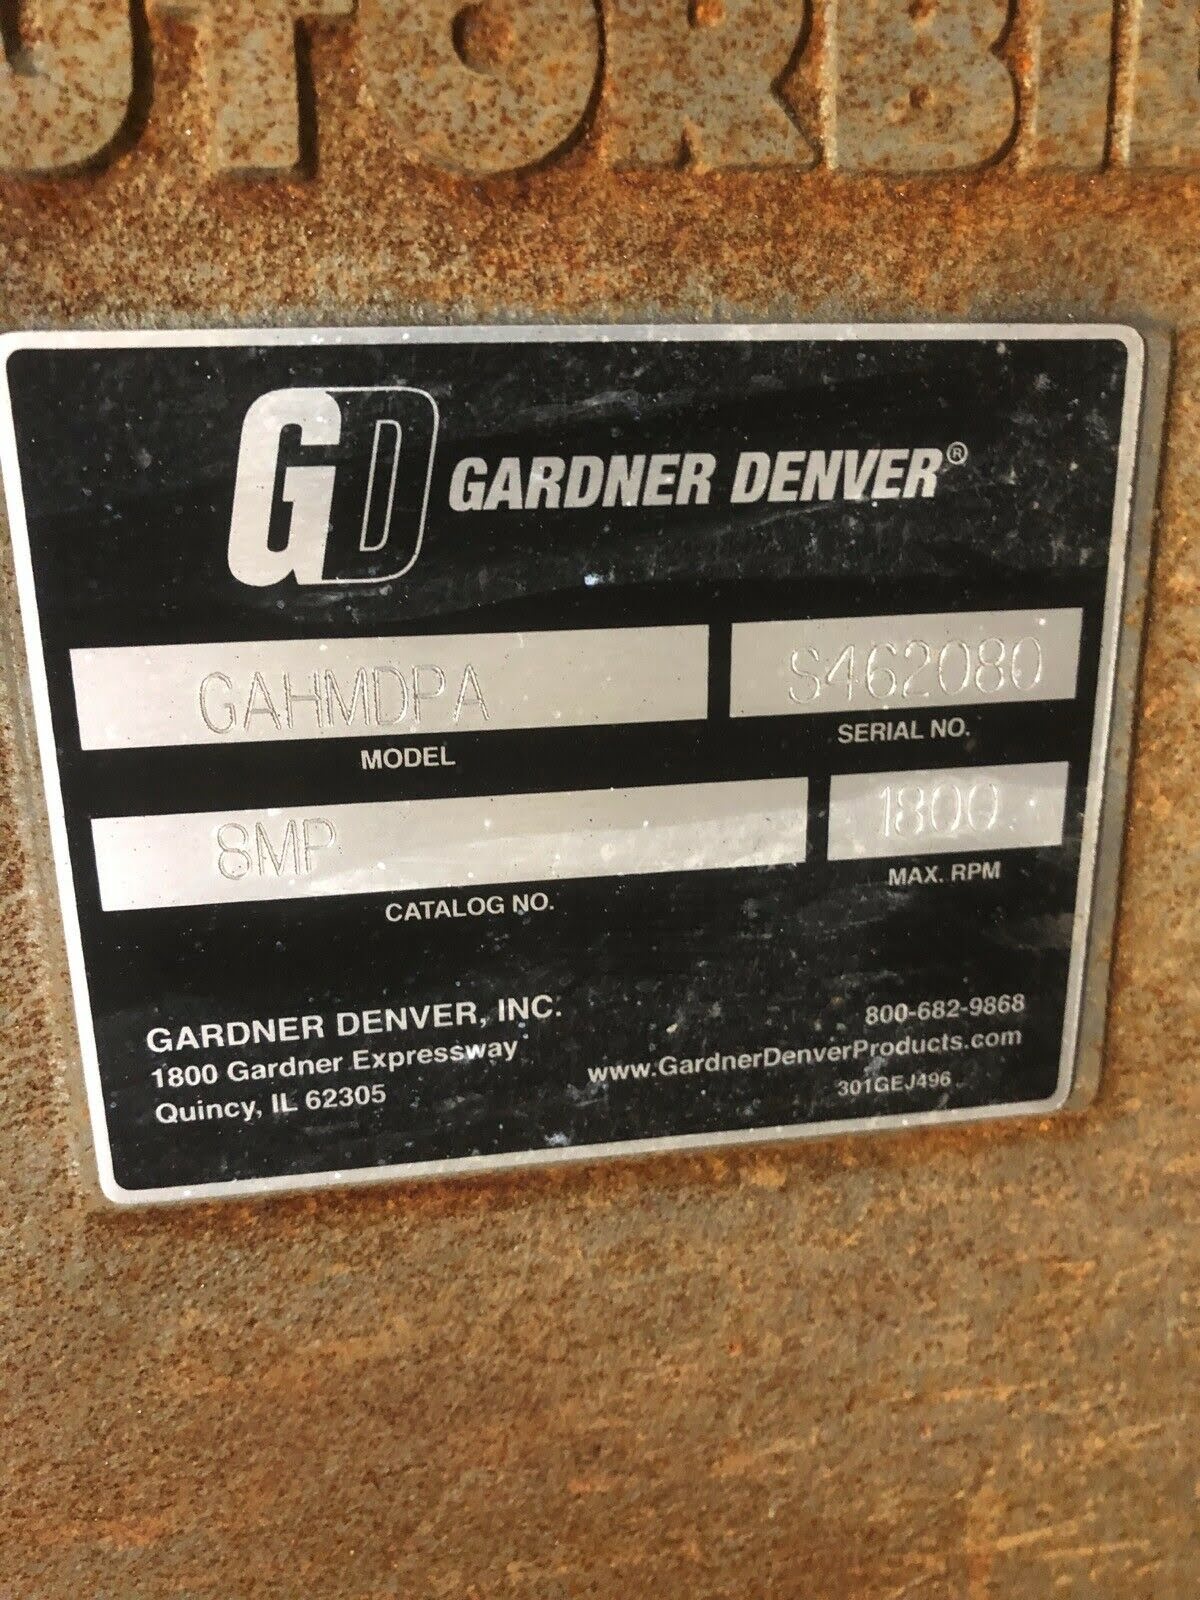 UTORBI
GD GARDNER DENVER®
GAHMDPA S462080
MODEL SERIAL NO.
8MP 1800
CATALOG NO. MAX. RPM
GARDNER DENVER, INC. 800-682-9868
1800 Gardner Expressway www.GardnerDenverProducts.com
Quincy, IL 62305 301GEJ496